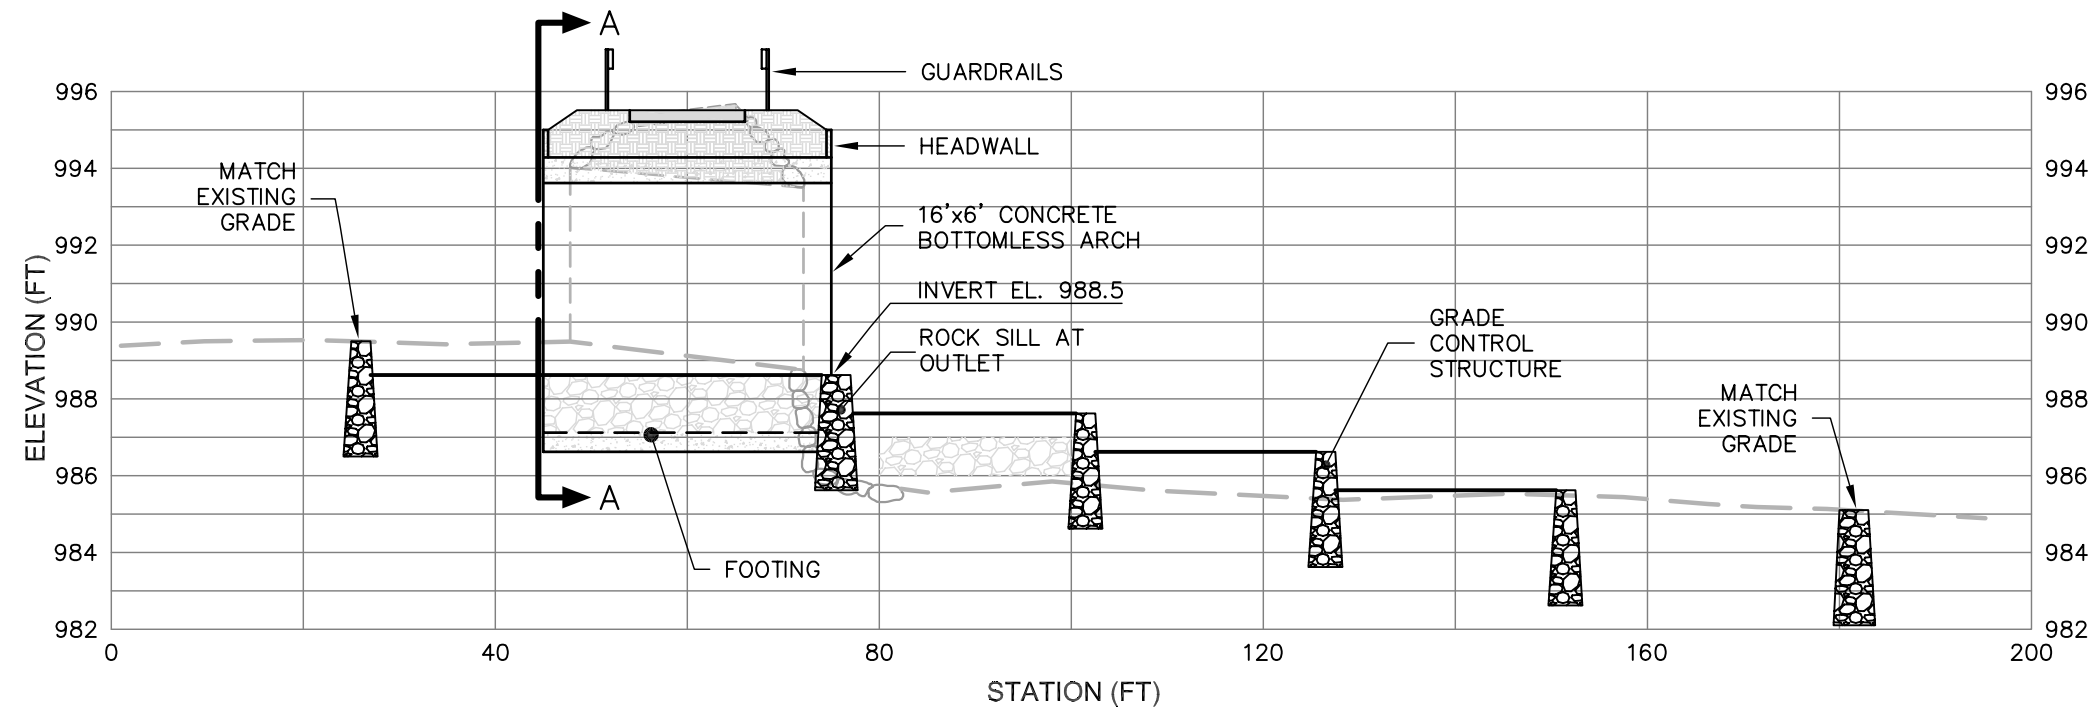 A
GUARDRAILS
996
996
HEADWALL
MATCH
EXISTING
GRADE
994
994
16'x6' CONCRETE
BOTTOMLESS ARCH
992
992
INVERT EL. 988.5
990
990
ROCK SILL AT
OUTLET
GRADE
CONTROL
STRUCTURE
988
988
MATCH
EXISTING
GRADE
986
986
A
984
984
FOOTING
982
982
ELEVATION (FT)
0
40
80
120
160
200
STATION (FT)